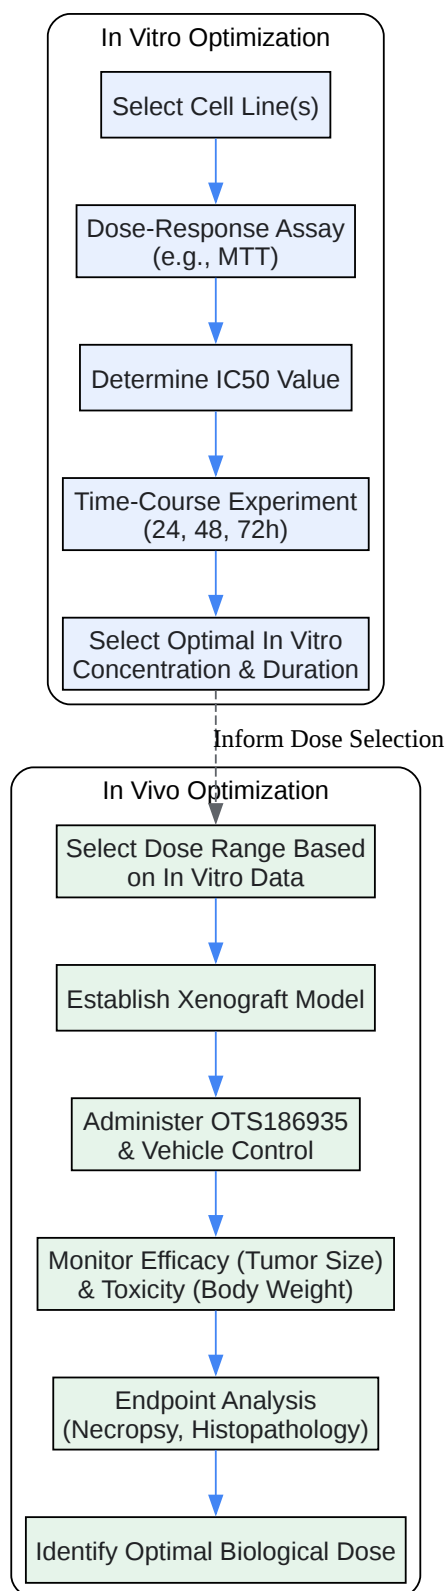 In Vitro Optimization
Select Cell Line(s)
Dose-Response Assay
(e.g., MTT)
Determine IC50 Value
Time-Course Experiment
(24, 48, 72h)
Select Optimal In Vitro
Concentration & Duration
Inform Dose Selection
In Vivo Optimization
Select Dose Range Based
on In Vitro Data
Establish Xenograft Model
Administer OTS186935
& Vehicle Control
Monitor Efficacy (Tumor Size)
& Toxicity (Body Weight)
Endpoint Analysis
(Necropsy, Histopathology)
Identify Optimal Biological Dose